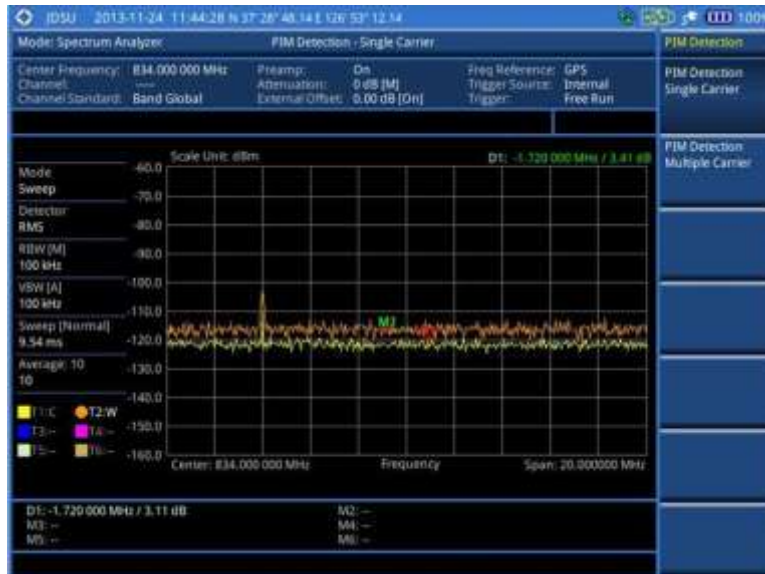 JDSU 2013-11-24 11:44:28 N 37° 28' 48.14 E 126° 53' 12.14 100%
Mode: Spectrum Analyzer PIM Detection - Single Carrier PIM Detection
Center Frequency: 834.000 000 MHz Preamp: On Freq Reference: GPS
Channel: ---- Attenuation: 0 dB [M] Trigger Source: Internal
Channel Standard: Band Global External Offset: 0.00 dB [On] Trigger: Free Run
PIM Detection
Single Carrier
PIM Detection
Multiple Carrier
Scale Unit: dBm D1: -1.720 000 MHz /
Mode
Sweep
Detector
RMS
RBW [M]
100 kHz
VBW [A]
100 kHz
Sweep [Normal]
9.54 ms
Average: 10
10
T1:C T2:W
T3:-- T4:--
T5:-- T6:--
-60.0
-70.0
-80.0
-90.0
-100.0
-110.0
-120.0
-130.0
-140.0
-150.0
-160.0
M1
Center: 834.000 000 MHz Frequency Span: 20.000000 MHz
D1: -1.720 000 MHz / 3.11 dB M2: --
M3: -- M4: --
M5: -- M6: --